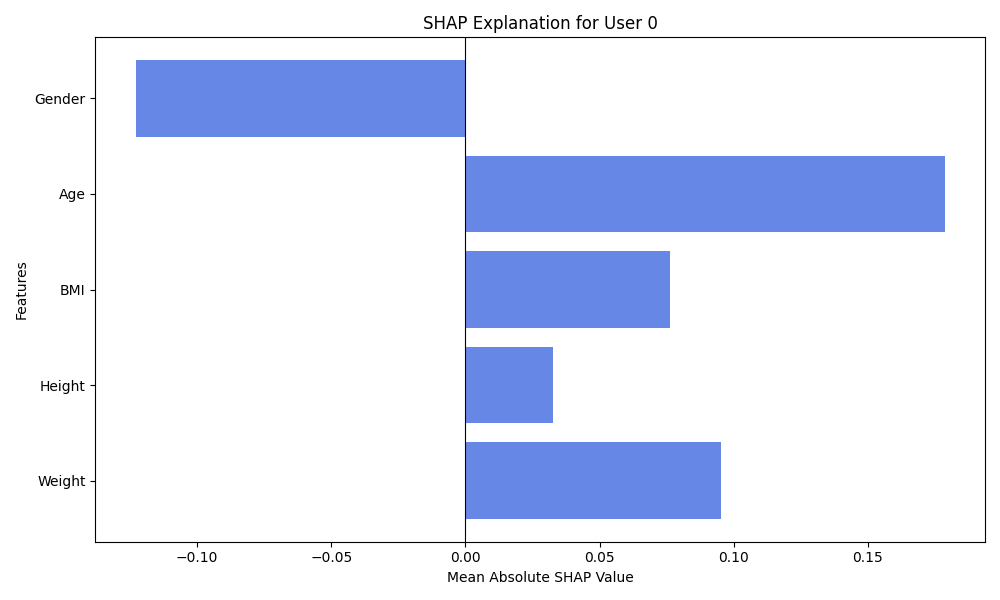 SHAP Explanation for User 0
Gender
Age
BMI
Height
Weight
Features
−0.10
−0.05
0.00
0.05
0.10
0.15
Mean Absolute SHAP Value